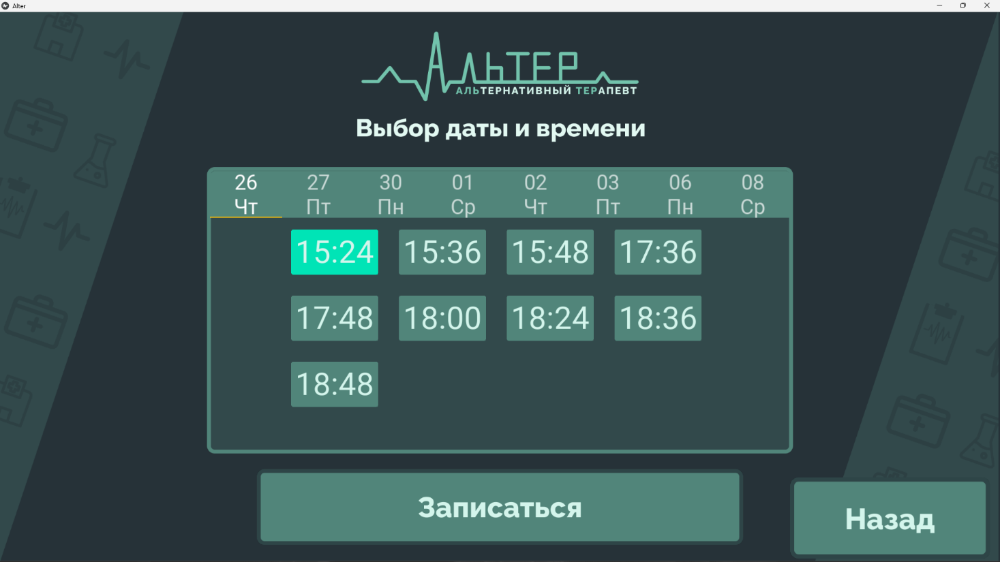 Alter
АЛЬТЕР
АЛЬТЕРНАТИВНЫЙ ТЕРАПЕВТ
Выбор даты и времени
26 27 30 01 02 03 06 08
Чт Пт Пн Ср Чт Пт Пн Ср
15:24 15:36 15:48 17:36
17:48 18:00 18:24 18:36
18:48
Записаться
Назад